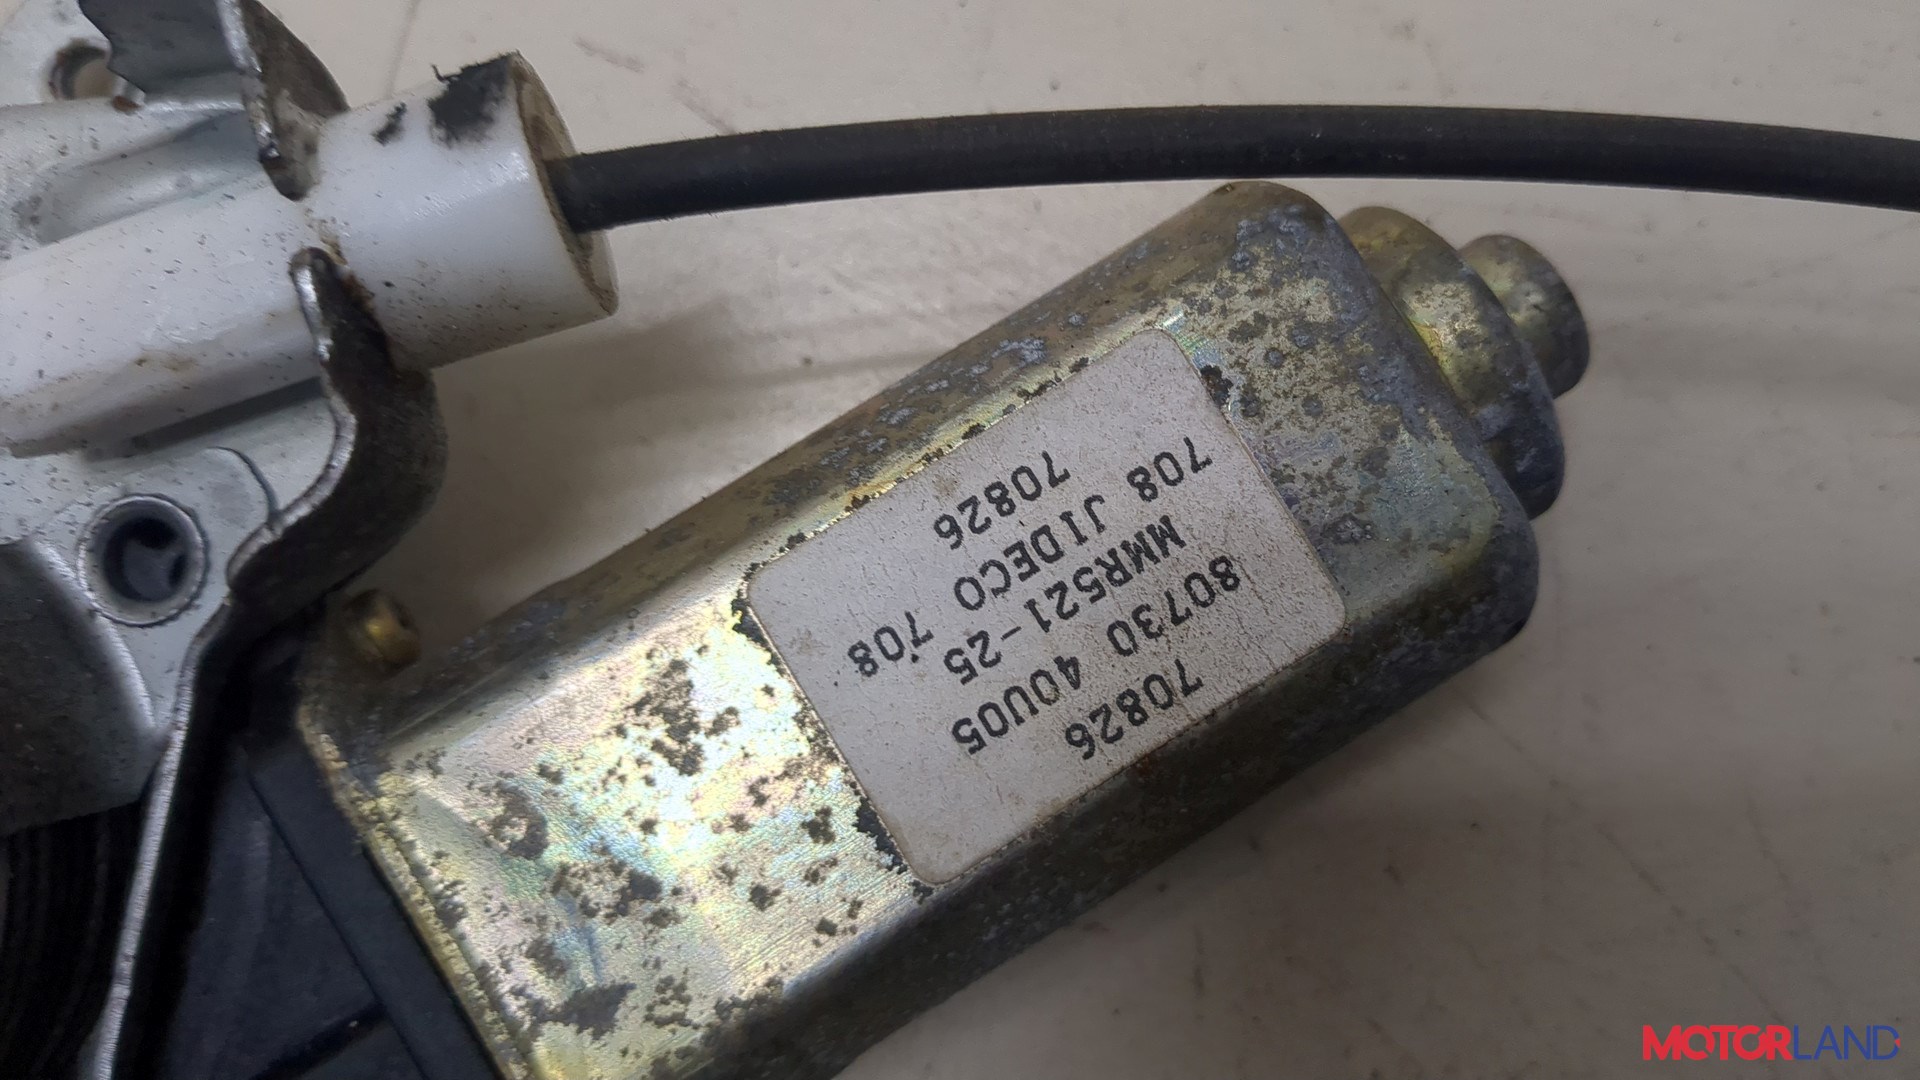 70826
80730 40U05
MMR521-25
708 JIDECO 708
70826
MOTORLAND